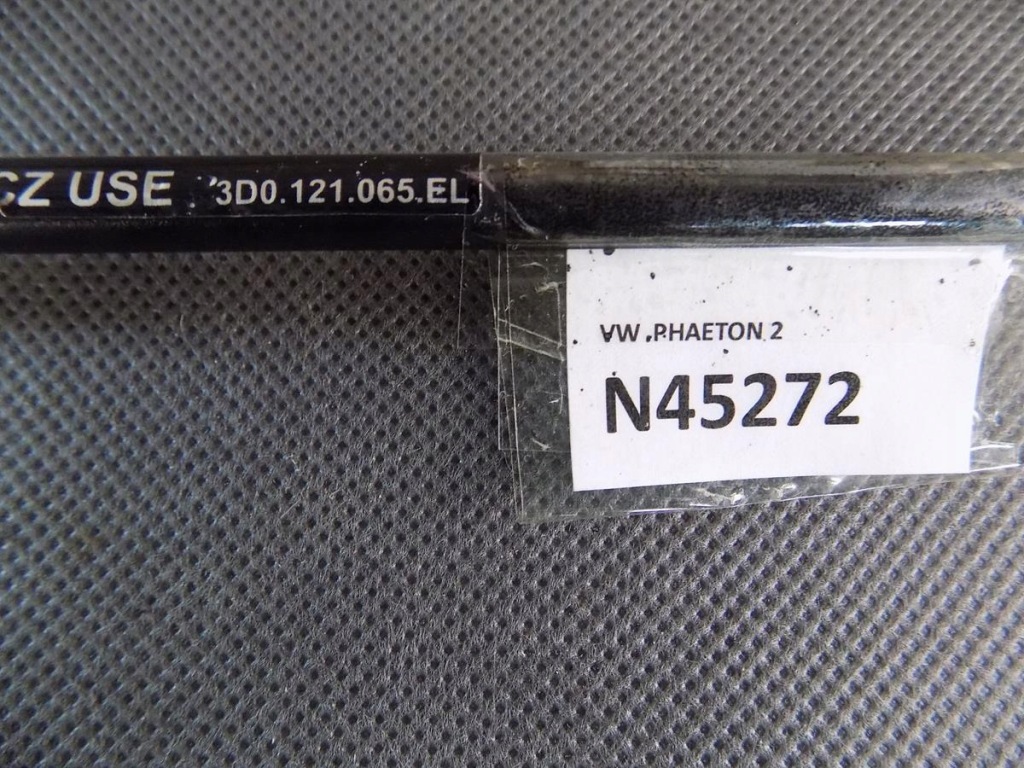 CZ USE 3D0.121.065.EL
VW PHAETON 2
N45272